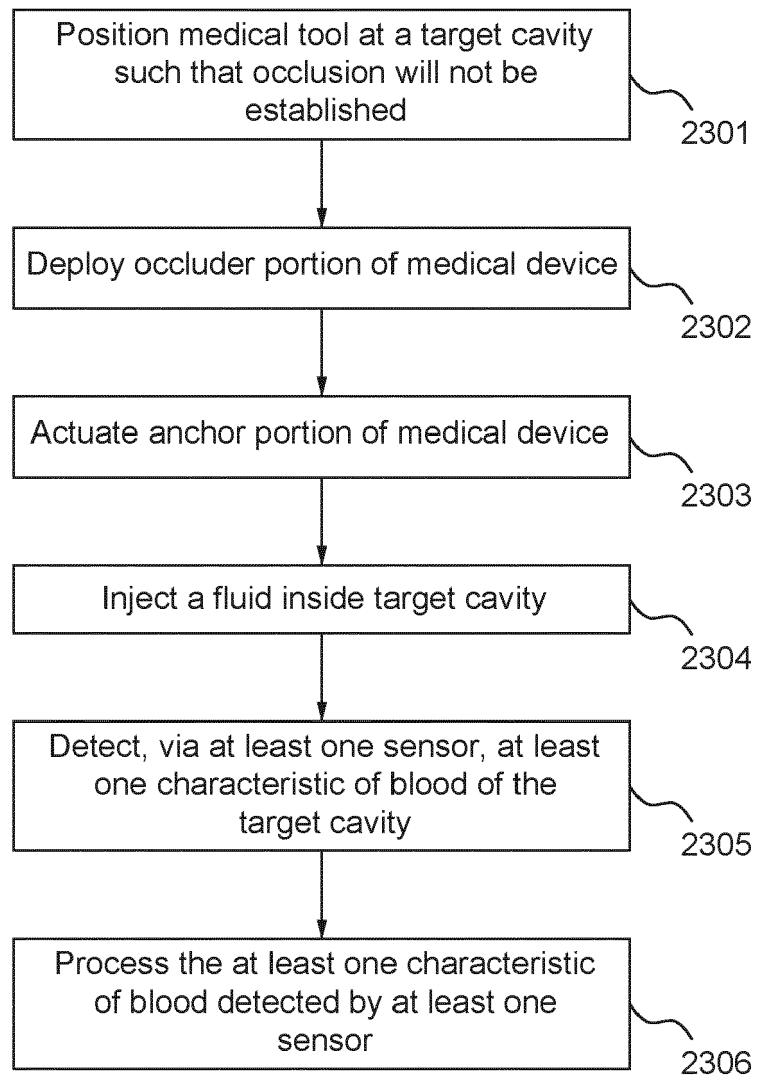 Position medical tool at a target cavity
such that occlusion will not be
established
2301
Deploy occluder portion of medical device
2302
Actuate anchor portion of medical device
2303
Inject a fluid inside target cavity
2304
Detect, via at least one sensor, at least
one characteristic of blood of the
target cavity
2305
Process the at least one characteristic
of blood detected by at least one
sensor
2306